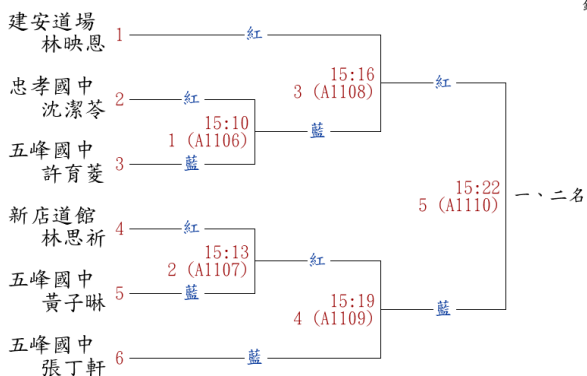 建安道場
林映恩
1
紅
忠孝國中
沈潔苓
2
紅
15:10
1 (A1106)
五峰國中
許育菱
3
藍
15:16
3 (A1108)
藍
紅
新店道館
林思祈
4
紅
15:13
2 (A1107)
五峰國中
黃子晽
5
藍
紅
15:19
4 (A1109)
五峰國中
張丁軒
6
藍
藍
15:22
5 (A1110)
一、二名